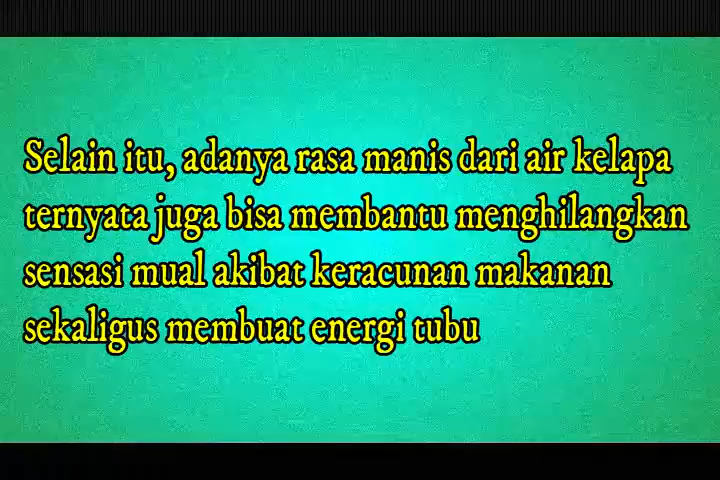 Selain itu, adanya rasa manis dari air kelapa
ternyata juga bisa membantu menghilangkan
sensasi mual akibat keracunan makanan
sekaligus membuat energi tubu